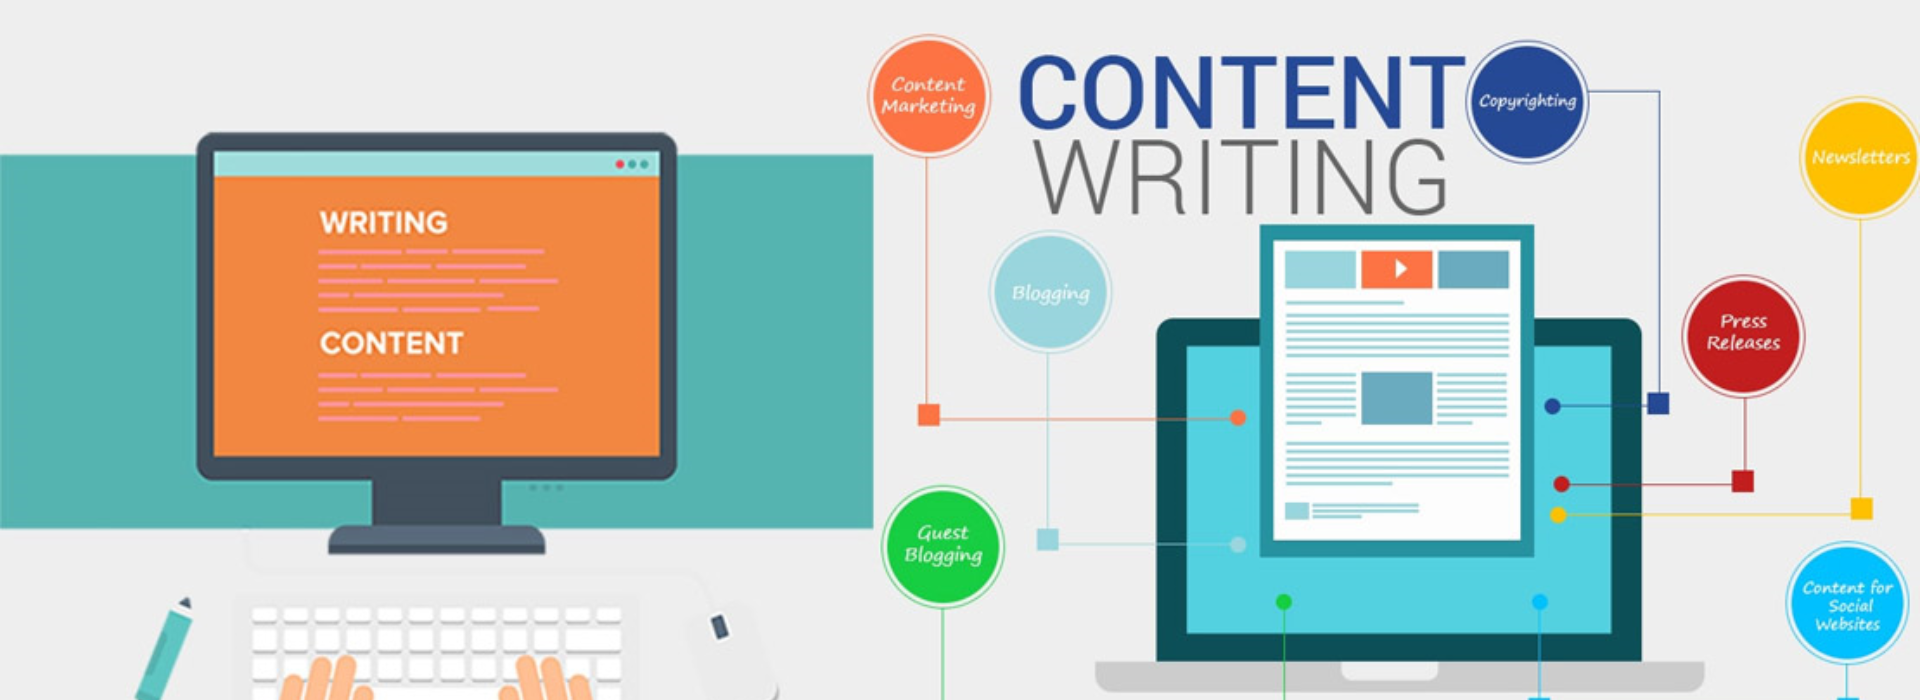 WRITING
CONTENT
Content
Marketing
CONTENT
WRITING
Copyrighting
Newsletters
Blogging
Press
Releases
Guest
Blogging
Content for
Social
Websites